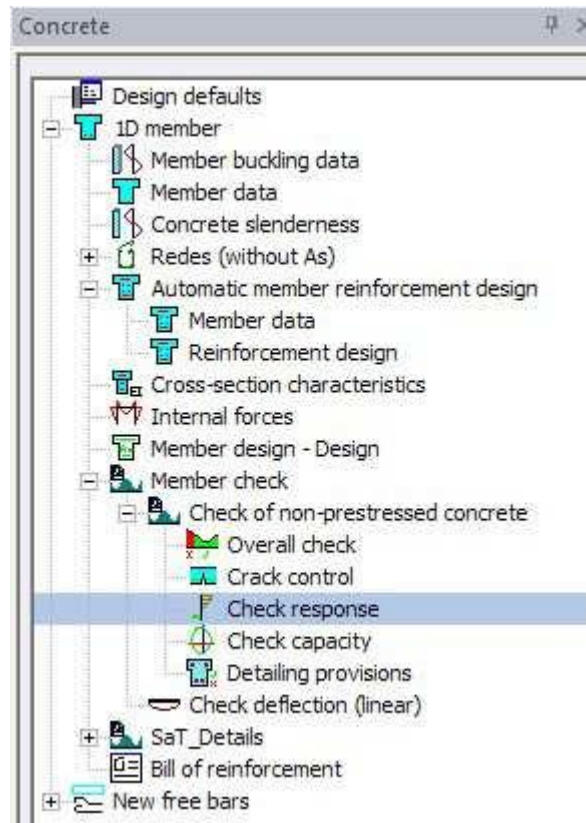 Concrete
Design defaults
1D member
Member buckling data
Member data
Concrete slenderness
Redes (without As)
Automatic member reinforcement design
Member data
Reinforcement design
Cross-section characteristics
Internal forces
Member design - Design
Member check
Check of non-prestressed concrete
Overall check
Crack control
Check response
Check capacity
Detailing provisions
Check deflection (linear)
SaT_Details
Bill of reinforcement
New free bars